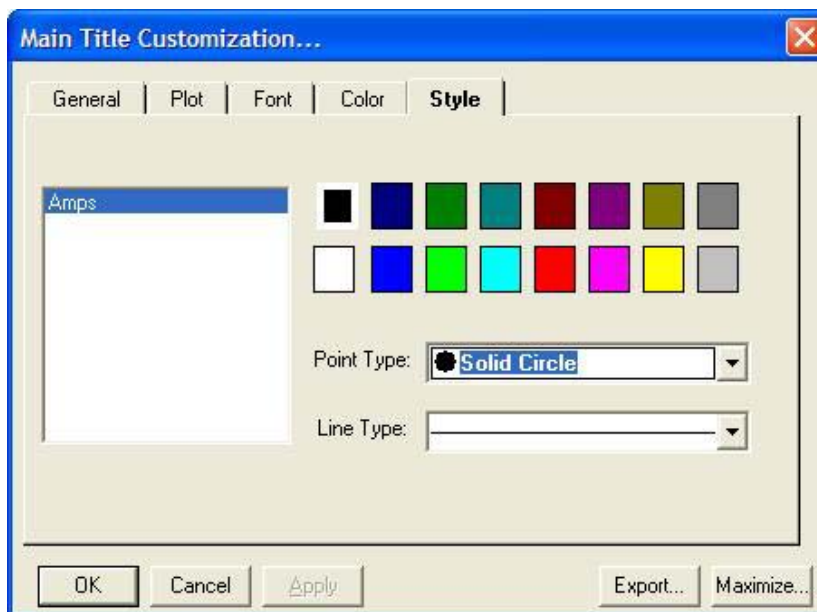 Main Title Customization...
General Plot Font Color Style
Amps
Point Type: Solid Circle
Line Type:
OK Cancel Apply Export... Maximize...